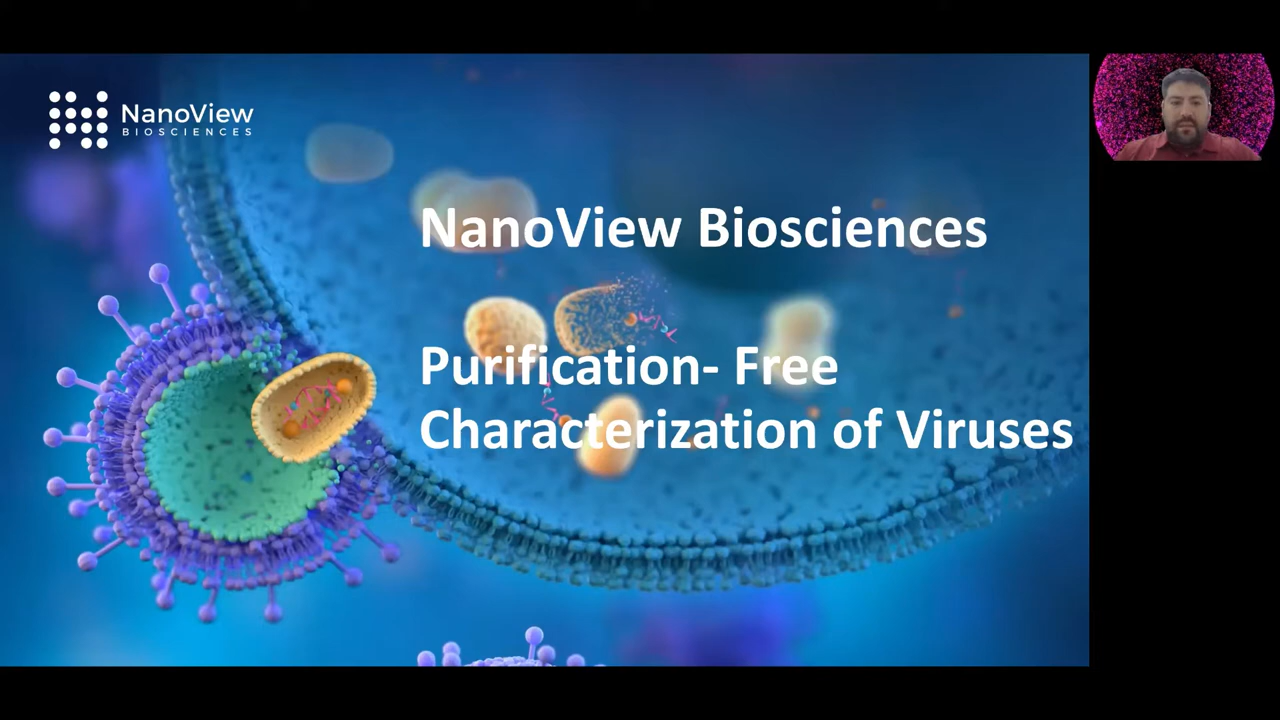 NanoView
BIOSCIENCES
NanoView Biosciences
Purification- Free
Characterization of Viruses